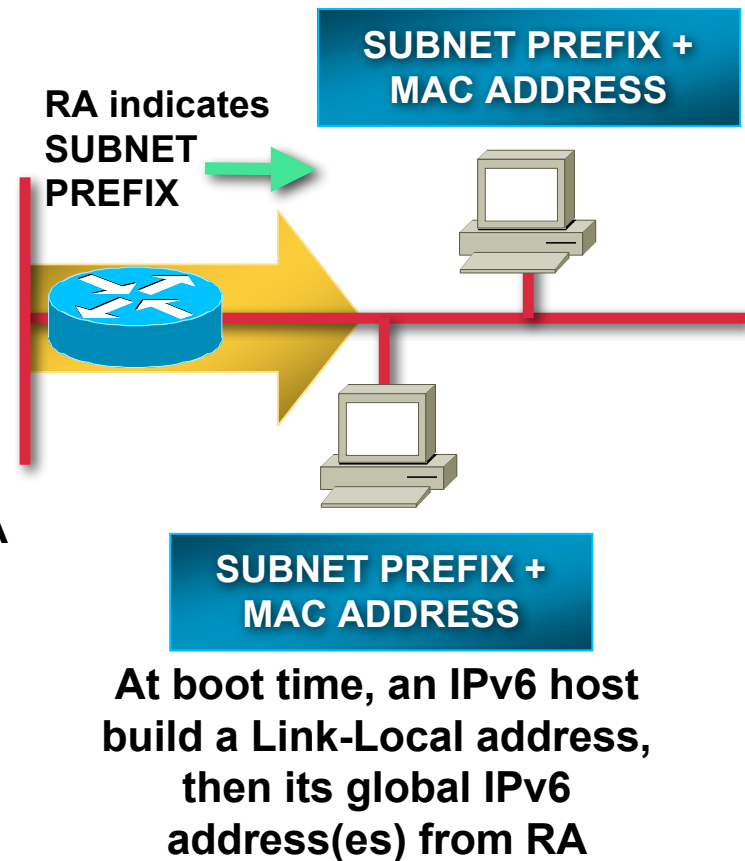 SUBNET PREFIX +
MAC ADDRESS
RA indicates
SUBNET
PREFIX
A
SUBNET PREFIX +
MAC ADDRESS
At boot time, an IPv6 host
build a Link-Local address,
then its global IPv6
address(es) from RA